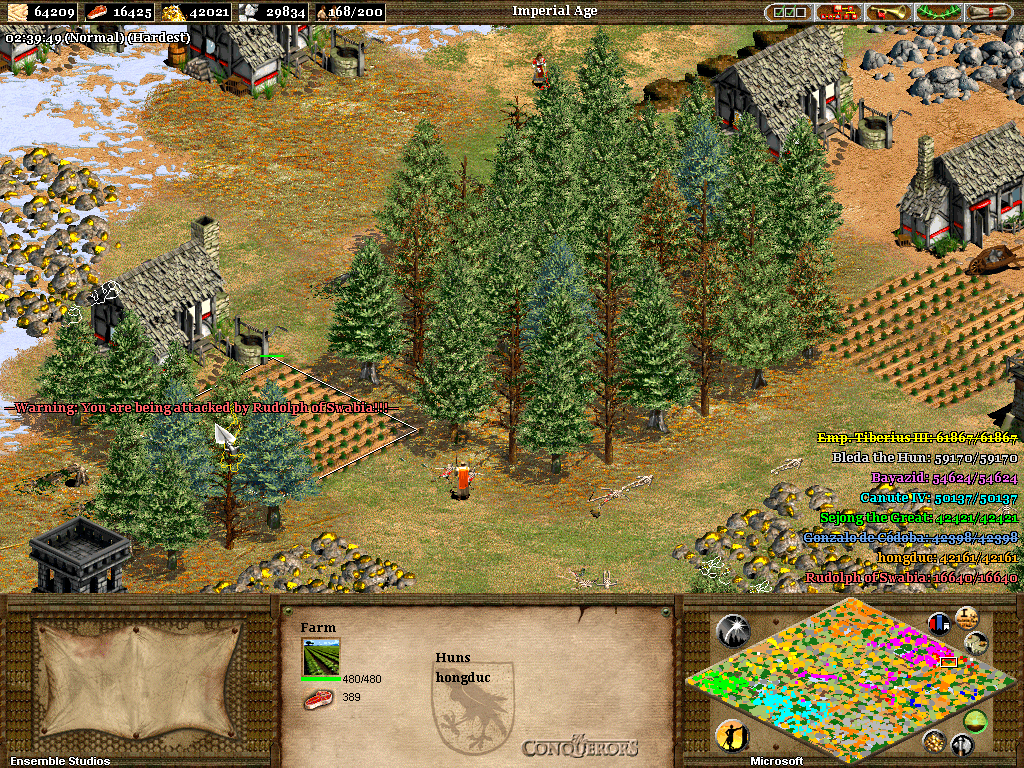 64209 16425 42021 29834 168/200 Imperial Age
02:39:49 (Normal) (Hardest)
--Warning: You are being attacked by Rudolph of Swabia!!!--
Emp. Tiberius III: 61867/61867
Bleda the Hun: 59170/59170
Bayazid: 54624/54624
Canute IV: 50137/50137
Sejong the Great: 42421/42421
Gonzalo de Córdoba: 42398/42398
hongduc: 42161/42161
Rudolph of Swabia: 16640/16640
Farm
480/480
389
Huns
hongduc
The Conquerors
Ensemble Studios
Microsoft